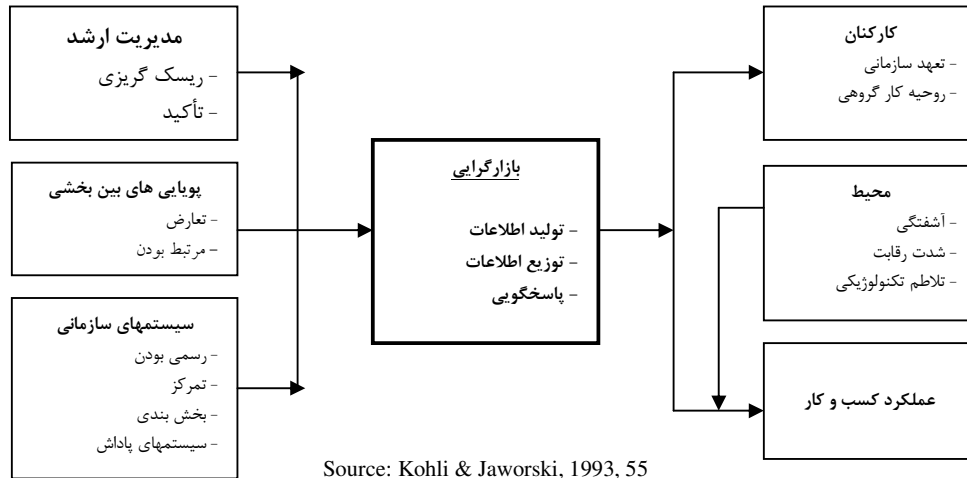 مدیریت ارشد
- ریسک گریزی
- تأکید
پویایی های بین بخشی
- تعارض
- مرتبط بودن
سیستمهای سازمانی
- رسمی بودن
- تمرکز
- بخش بندی
- سیستمهای پاداش
بازارگرایی
- تولید اطلاعات
- توزیع اطلاعات
- پاسخگویی
کارکنان
- تعهد سازمانی
- روحیه کار گروهی
محیط
- آشفتگی
- شدت رقابت
- تلاطم تکنولوژیکی
عملکرد کسب و کار
Source: Kohli & Jaworski, 1993, 55